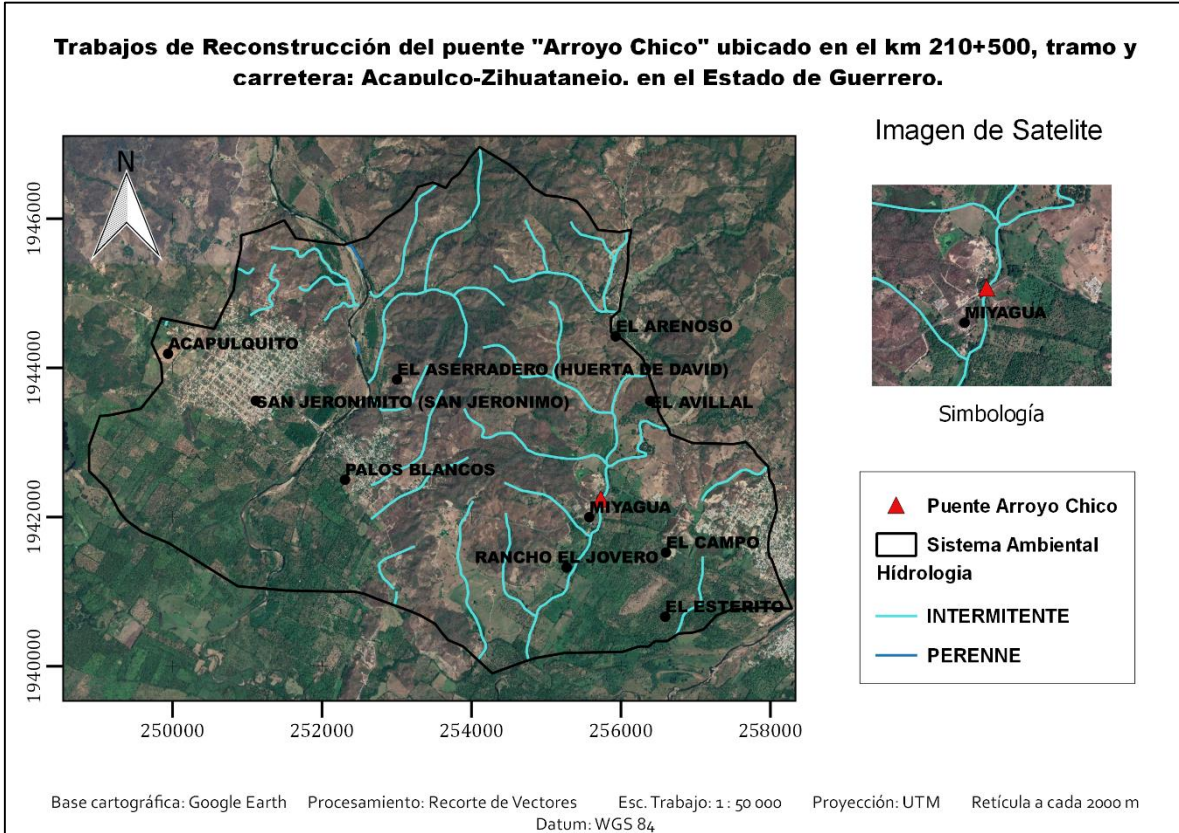 Trabajos de Reconstrucción del puente "Arroyo Chico" ubicado en el km 210+500, tramo y
carretera: Acapulco-Zihuatanejo. en el Estado de Guerrero.
Imagen de Satelite
N
1946000
1944000
1942000
1940000
ACAPULQUITO
EL ARENOSO
EL ASERRADERO (HUERTA DE DAVID)
SAN JERONIMITO (SAN JERONIMO)
EL AVILLAL
PALOS BLANCOS
MIYAGUA
EL CAMPO
RANCHO EL JOVERO
EL ESTERITO
250000
252000
254000
256000
258000
MIYAGUA
Simbología
Puente Arroyo Chico
Sistema Ambiental
Hídrologia
INTERMITENTE
PERENNE
Base cartográfica: Google Earth Procesamiento: Recorte de Vectores Esc. Trabajo: 1 : 50 000 Proyección: UTM Retícula a cada 2000 m
Datum: WGS 84